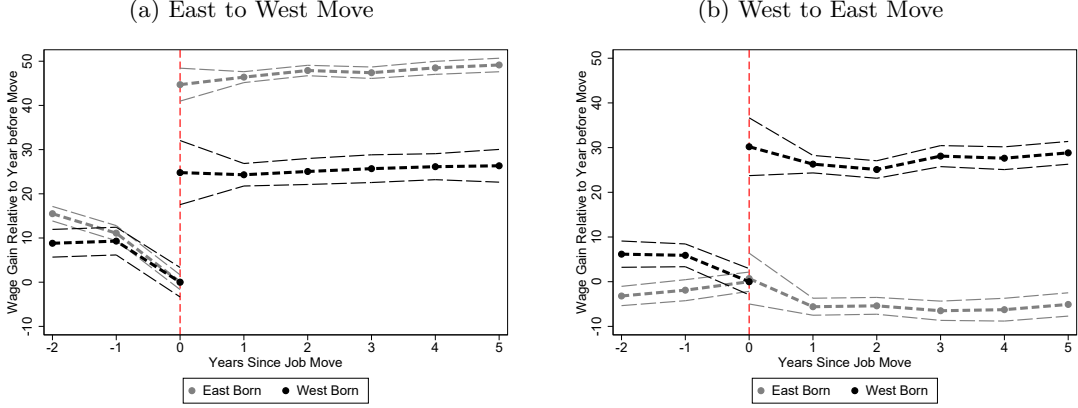 (a) East to West Move
Wage Gain Relative to Year before Move
50
40
30
20
10
0
-10
-2 -1 0 1 2 3 4 5
Years Since Job Move
East Born West Born
(b) West to East Move
Wage Gain Relative to Year before Move
50
40
30
20
10
0
-10
-2 -1 0 1 2 3 4 5
Years Since Job Move
East Born West Born